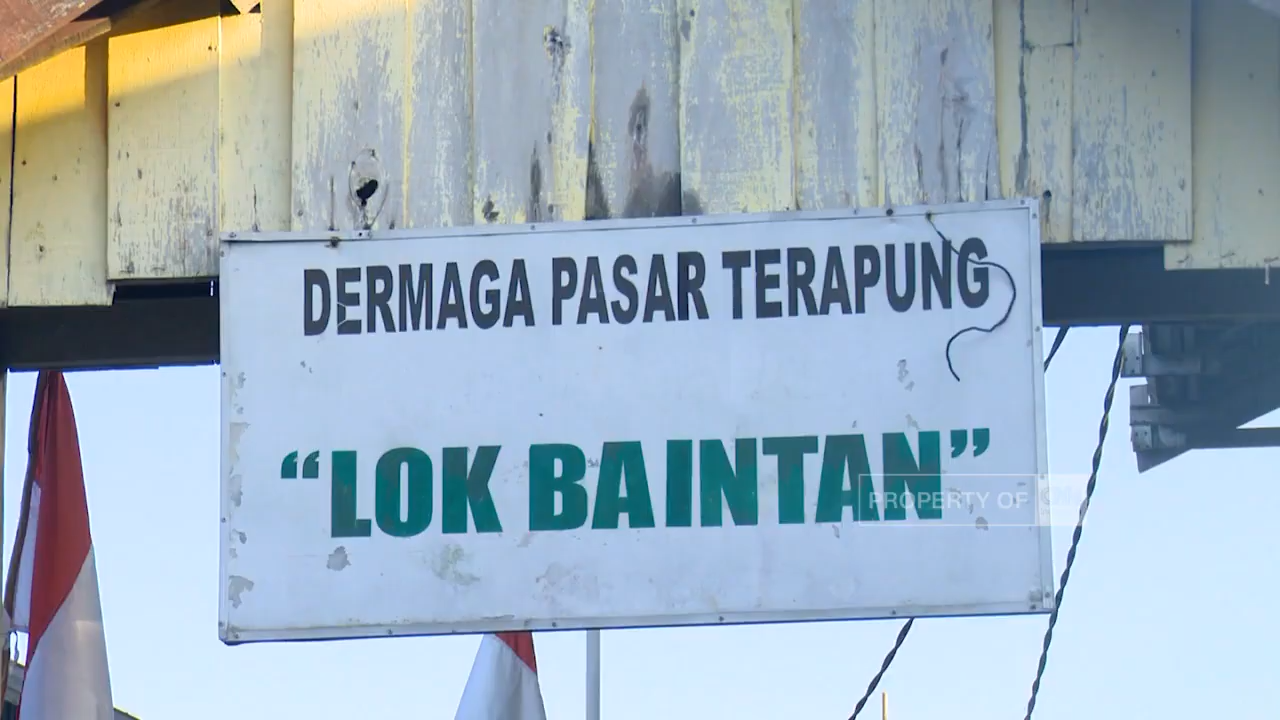 DERMAGA PASAR TERAPUNG
“LOK BAINTAN”
PROPERTY OF